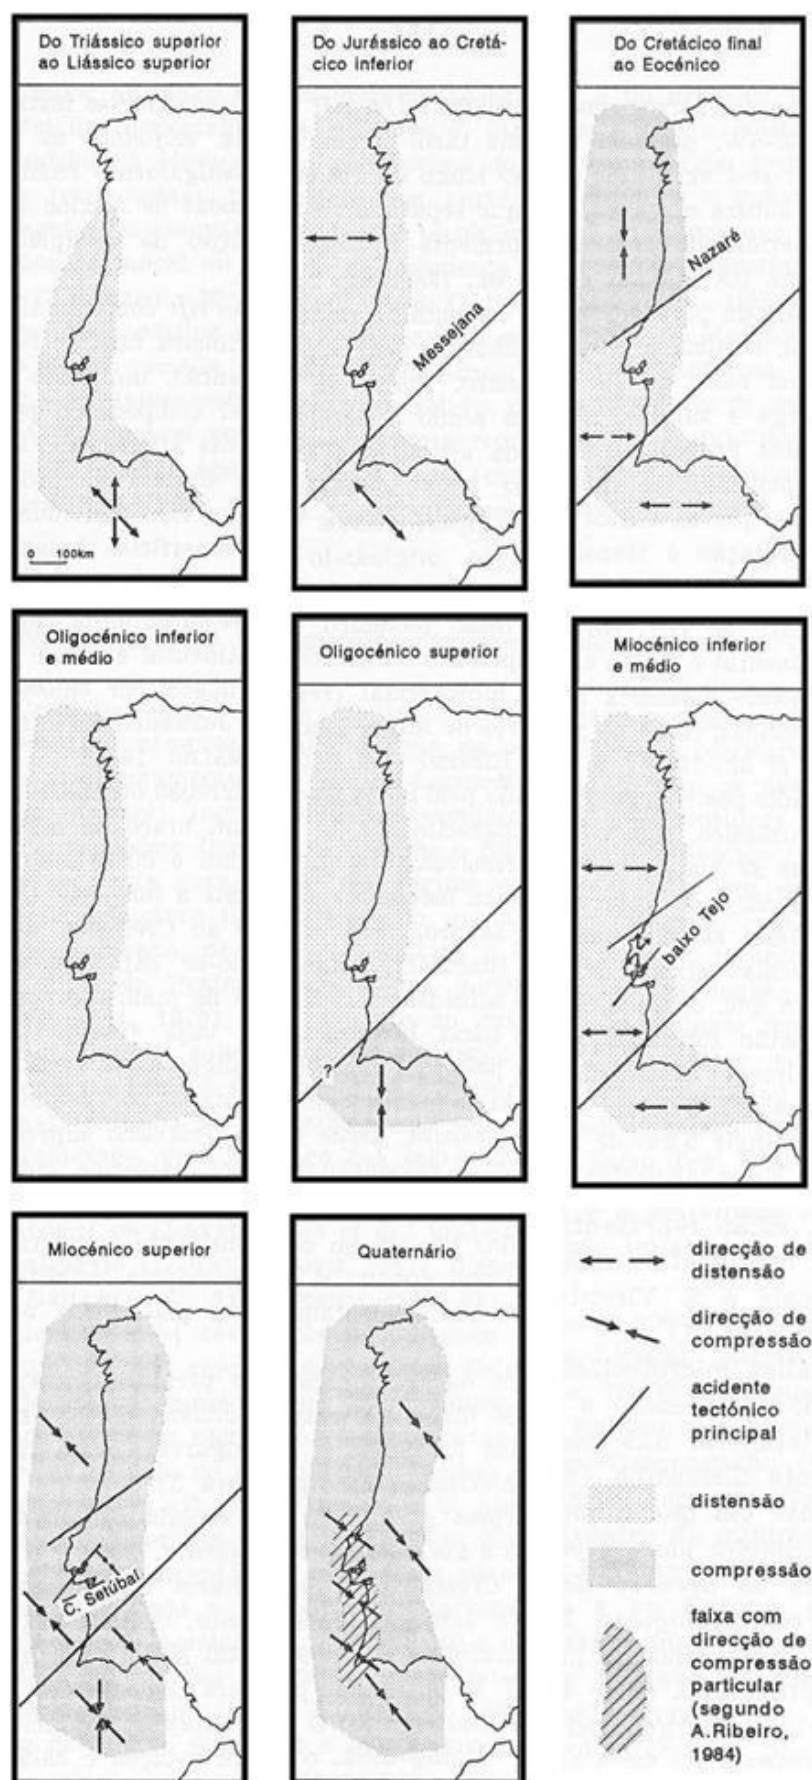 Do Triássico superior
ao Liássico superior
0 100km
Do Jurássico ao Cretá-
cico inferior
Messejana
Do Cretácico final
ao Eocénico
Nazaré
Oligocénico inferior
e médio
Oligocénico superior
?
Miocénico inferior
e médio
baixo Tejo
Miocénico superior
C. Setúbal
Quaternário
direcção de
distensão
direcção de
compressão
acidente
tectónico
principal
distensão
compressão
faixa com
direcção de
compressão
particular
(segundo
A.Ribeiro,
1984)